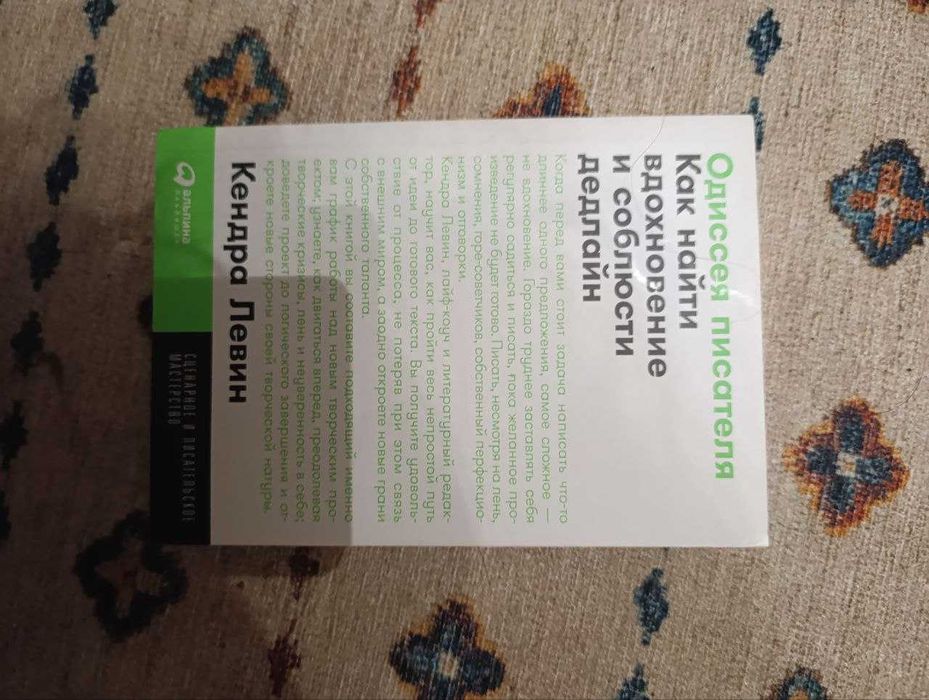 Одиссея писателя
Как найти
вдохновение
и соблюсти
дедлайн
Когда перед вами стоит задача написать что-то
длиннее одного предложения, самое сложное —
не вдохновение. Гораздо труднее заставлять себя
регулярно садиться и писать, пока желанное про-
изведение не будет готово. Писать, несмотря на лень,
сомнения, горе-советчиков, собственный перфекцио-
низм и отговорки.
Кендра Левин, лайф-коуч и литературный редак-
тор, научит вас, как пройти весь непростой путь
от идеи до готового текста. Вы получите удоволь-
ствие от процесса, не потеряв при этом связь
с внешним миром, а заодно откроете новые грани
собственного таланта.
С этой книгой вы составите подходящий именно
вам график работы над новым творческим про-
ектом; узнаете, как двигаться вперед, преодолевая
творческие кризисы, лень и неуверенность в себе;
доведете проект до логического завершения и от-
кроете новые стороны своей творческой натуры.
Кендра Левин
альпина
паблишер
СЦЕНАРНОЕ И ПИСАТЕЛЬСКОЕ
МАСТЕРСТВО